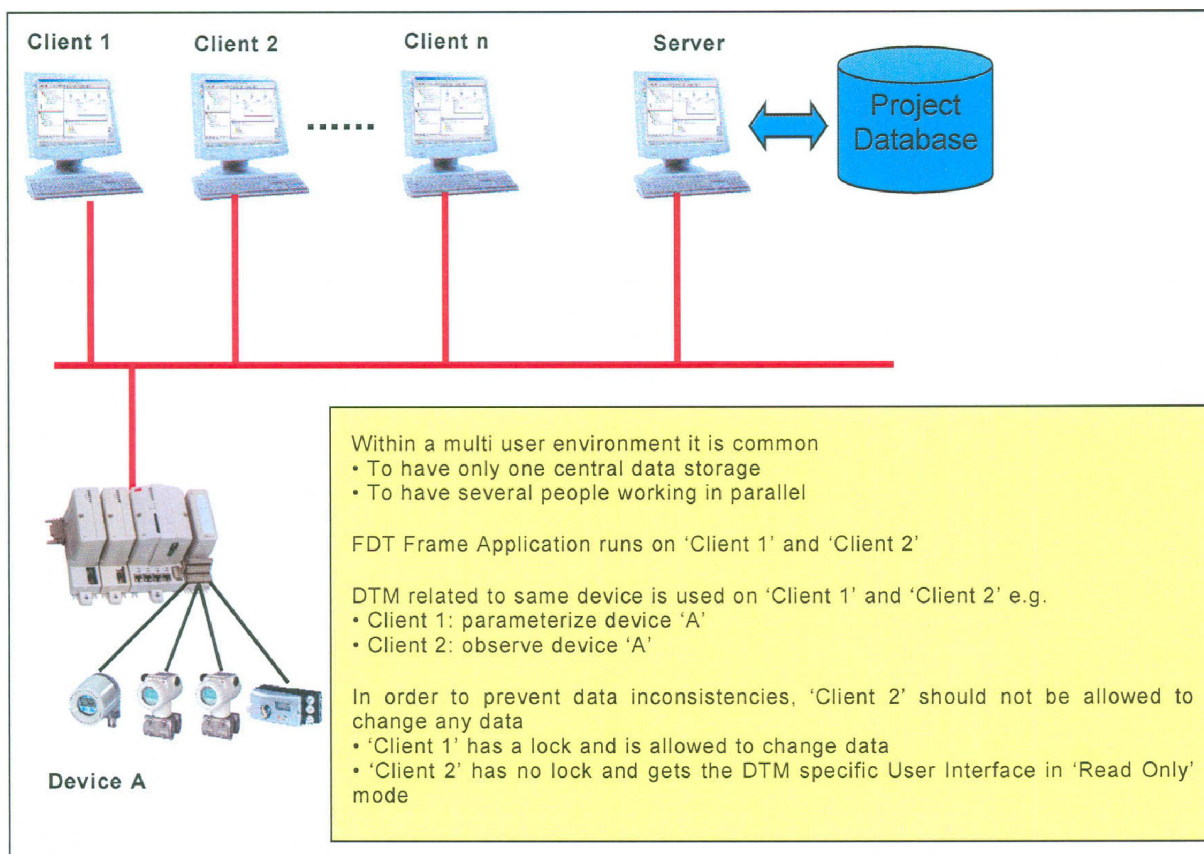 Client 1
Client 2
Client n
Server
Project
Database
Within a multi user environment it is common
• To have only one central data storage
• To have several people working in parallel
FDT Frame Application runs on ‘Client 1’ and ‘Client 2’
DTM related to same device is used on ‘Client 1’ and ‘Client 2’ e.g.
• Client 1: parameterize device ‘A’
• Client 2: observe device ‘A’
In order to prevent data inconsistencies, ‘Client 2’ should not be allowed to
change any data
• ‘Client 1’ has a lock and is allowed to change data
• ‘Client 2’ has no lock and gets the DTM specific User Interface in ‘Read Only’
mode
Device A